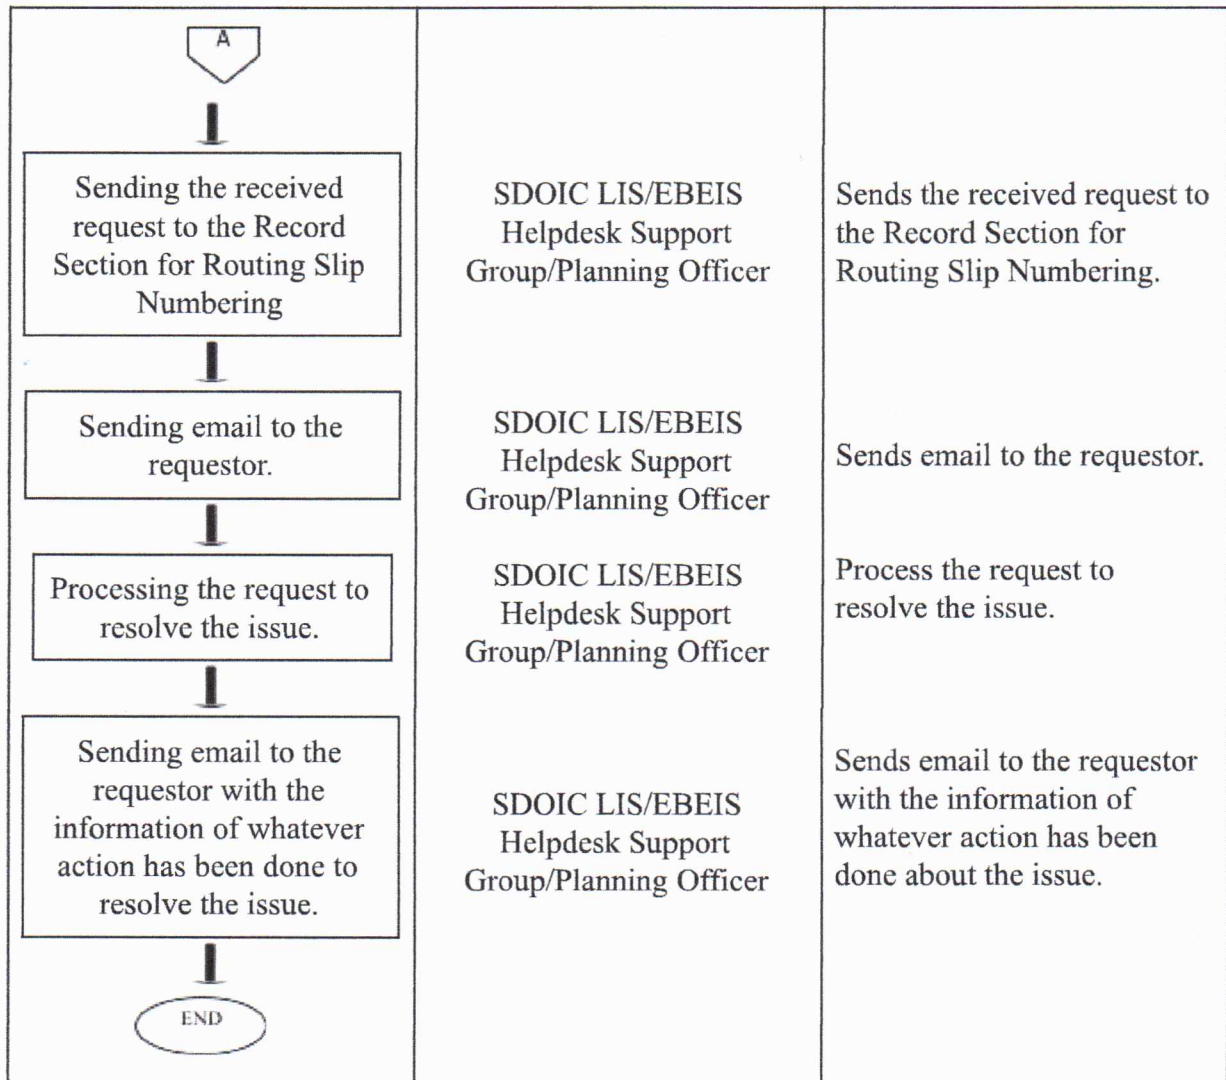 A
Sending the received
request to the Record
Section for Routing Slip
Numbering
SDOIC LIS/EBEIS
Helpdesk Support
Group/Planning Officer
Sends the received request to
the Record Section for
Routing Slip Numbering.
Sending email to the
requestor.
SDOIC LIS/EBEIS
Helpdesk Support
Group/Planning Officer
Sends email to the requestor.
Processing the request to
resolve the issue.
SDOIC LIS/EBEIS
Helpdesk Support
Group/Planning Officer
Process the request to
resolve the issue.
Sending email to the
requestor with the
information of whatever
action has been done to
resolve the issue.
SDOIC LIS/EBEIS
Helpdesk Support
Group/Planning Officer
Sends email to the requestor
with the information of
whatever action has been
done about the issue.
END